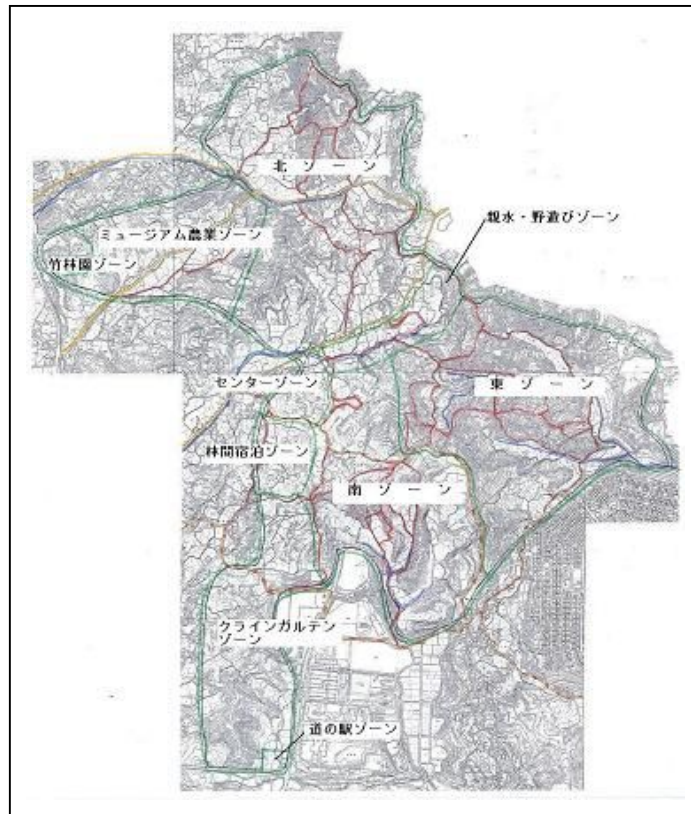 北 ゾ ー ン
親水・野遊びゾーン
ミュージアム農業ゾーン
竹林園ゾーン
センターゾーン
東 ゾ ー ン
林間宿泊ゾーン
南 ゾ ー ン
クラインガルテン
ゾーン
道の駅ゾーン